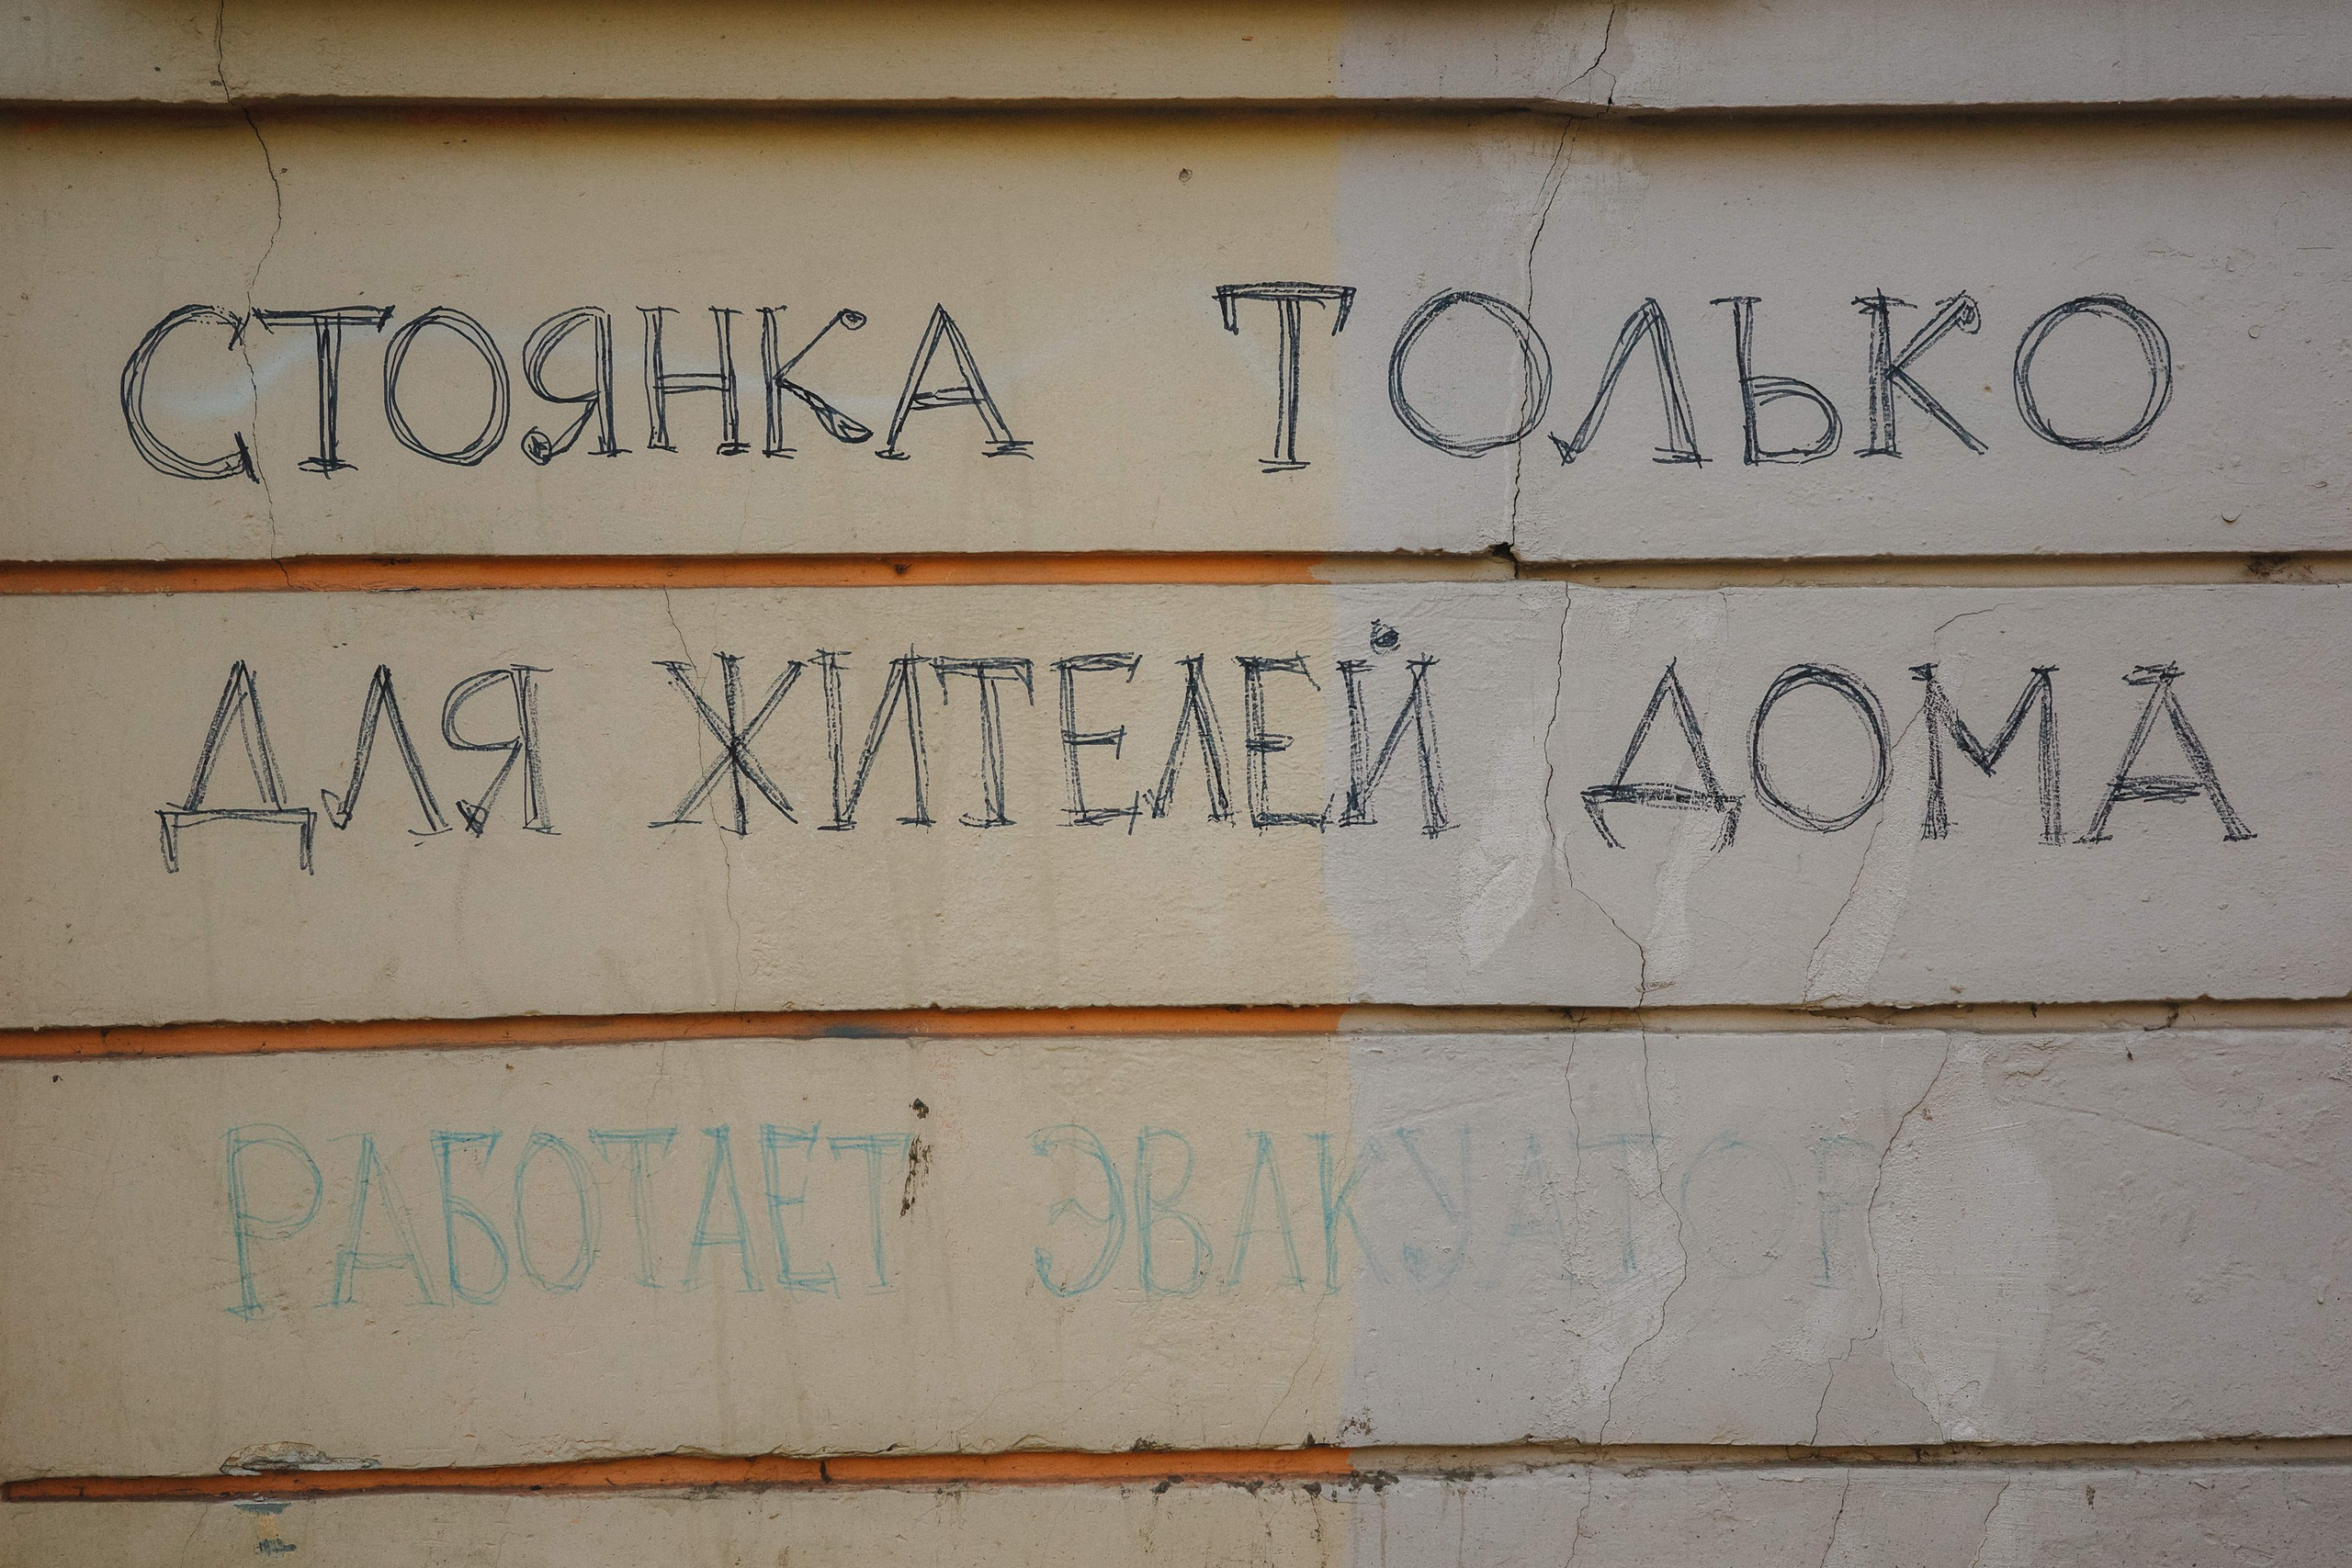 СТОЯНКА ТОЛЬКО
ДЛЯ ЖИТЕЛЕЙ ДОМА
РАБОТАЕТ ЭВАКУАТОР